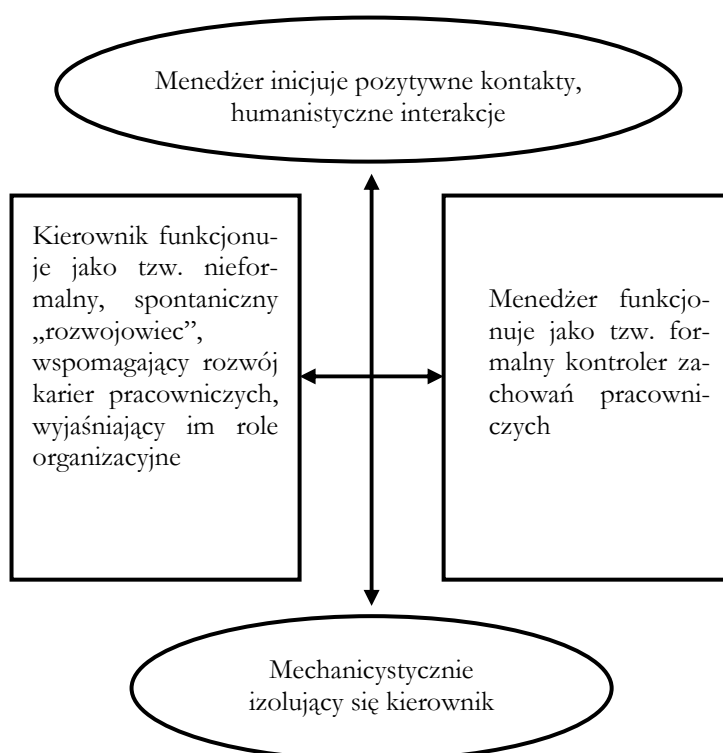 Menedżer inicjuje pozytywne kontakty,
humanistyczne interakcje
Kierownik funkcjonu-
je jako tzw. niefor-
malny, spontaniczny
„rozwojowiec”,
wspomagający rozwój
karier pracowniczych,
wyjaśniający im role
organizacyjne
Menedżer funkcjo-
nuje jako tzw. for-
malny kontroler za-
chowań pracowni-
czych
Mechanicystycznie
izolujący się kierownik